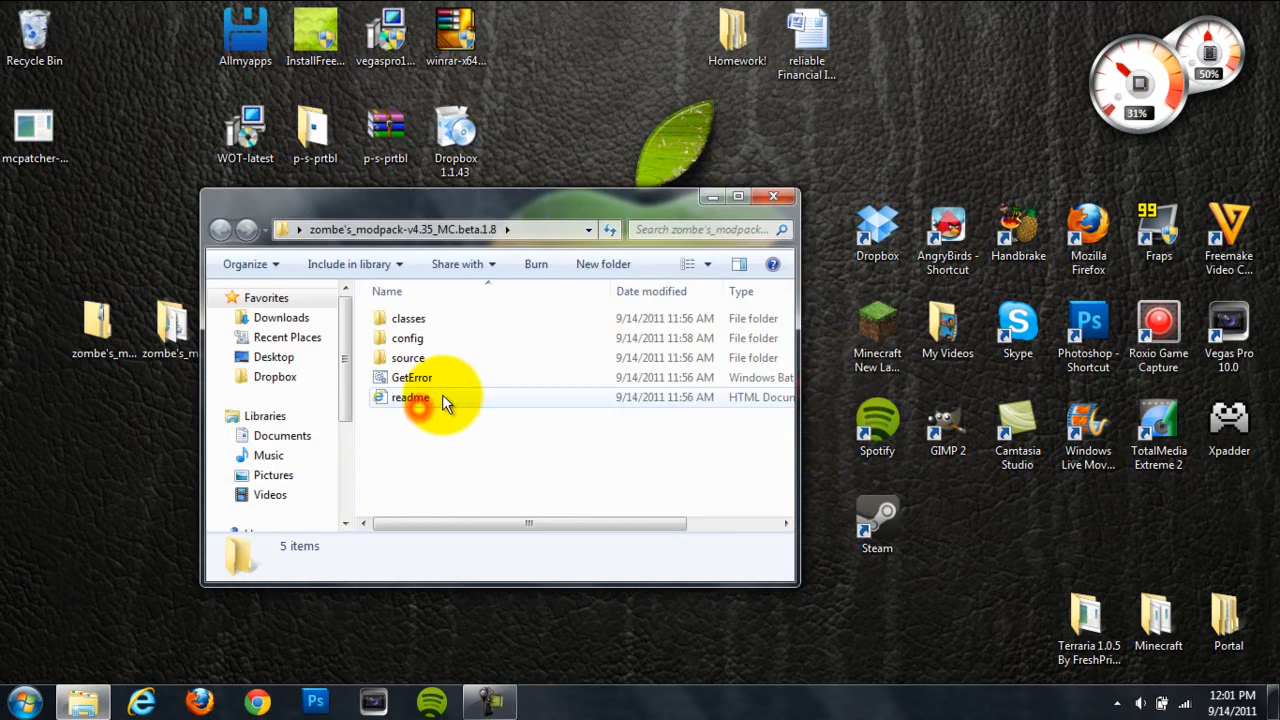 Recycle Bin
Allmyapps
InstallFree...
vegaspro1...
winrar-x64...
Homework!
reliable
Financial I...
50%
31%
mcpatcher-...
WOT-latest
p-s-prtbl
p-s-prtbl
Dropbox
1.1.43
zombe's_modpack-v4.35_MC.beta.1.8
Search zombe's_modpack...
Organize
Include in library
Share with
Burn
New folder
Name
Date modified
Type
Favorites
Downloads
Recent Places
Desktop
Dropbox
Libraries
Documents
Music
Pictures
Videos
classes 9/14/2011 11:56 AM File folder
config 9/14/2011 11:58 AM File folder
source 9/14/2011 11:56 AM File folder
GetError 9/14/2011 11:56 AM Windows Bat
readme 9/14/2011 11:56 AM HTML Docun
5 items
zombe's_m...
zombe's_m
Dropbox
AngryBirds -
Shortcut
Handbrake
Mozilla
Firefox
99
Fraps
Freemake
Video C...
Minecraft
New La...
My Videos
Skype
Photoshop -
Shortcut
Roxio Game
Capture
Vegas Pro
10.0
Spotify
GIMP 2
Camtasia
Studio
Windows
Live Mov...
TotalMedia
Extreme 2
Xpadder
Steam
Terraria 1.0.5
By FreshPri...
Minecraft
Portal
Ps
12:01 PM
9/14/2011